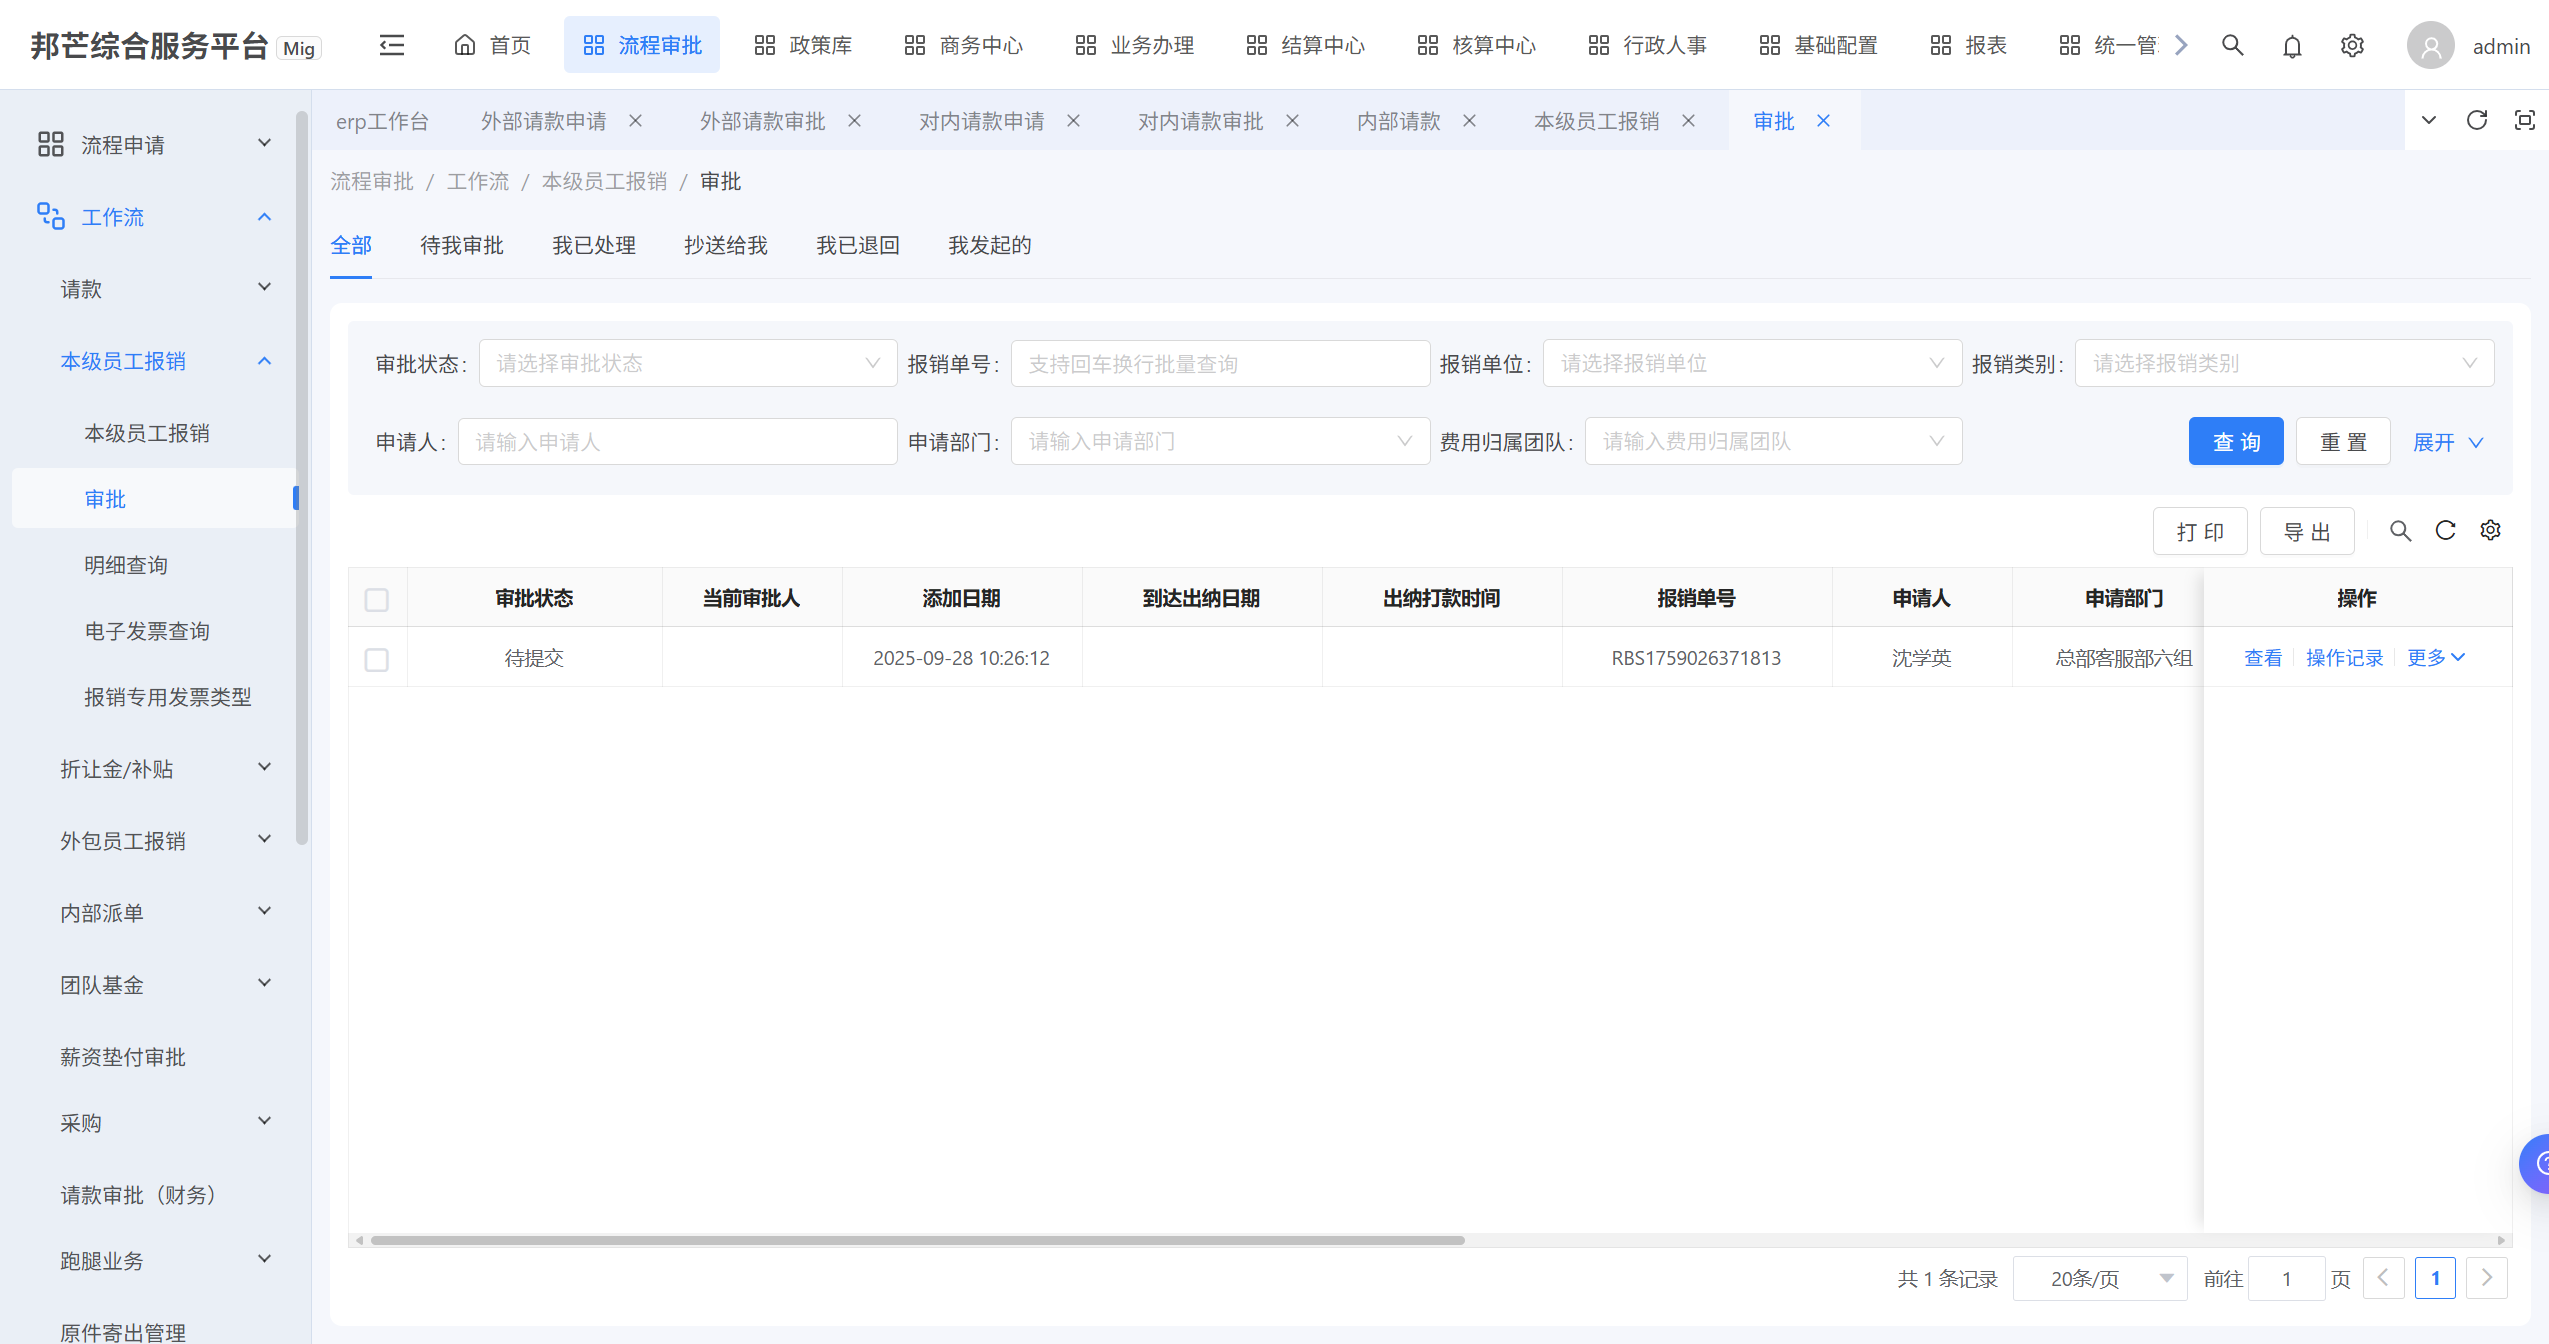 邦芒综合服务平台 Mig 首页 流程审批 政策库 商务中心 业务办理 结算中心 核算中心 行政人事 基础配置 报表 统一管 admin
erp工作台 外部请款申请 外部请款审批 对内请款申请 对内请款审批 内部请款 本级员工报销 审批
流程申请
工作流
请款
本级员工报销
本级员工报销
审批
明细查询
电子发票查询
报销专用发票类型
折让金/补贴
外包员工报销
内部派单
团队基金
薪资垫付审批
采购
请款审批（财务）
跑腿业务
原件寄出管理
流程审批 / 工作流 / 本级员工报销 / 审批
全部 待我审批 我已处理 抄送给我 我已退回 我发起的
审批状态: 请选择审批状态 报销单号: 支持回车换行批量查询 报销单位: 请选择报销单位 报销类别: 请选择报销类别
申请人: 请输入申请人 申请部门: 请输入申请部门 费用归属团队: 请输入费用归属团队 查 询 重 置 展开
打 印 导 出
审批状态 当前审批人 添加日期 到达出纳日期 出纳打款时间 报销单号 申请人 申请部门 操作
待提交 2025-09-28 10:26:12 RBS1759026371813 沈学英 总部客服部六组 查看 操作记录 更多
共 1 条记录 20条/页 前往 1 页 1